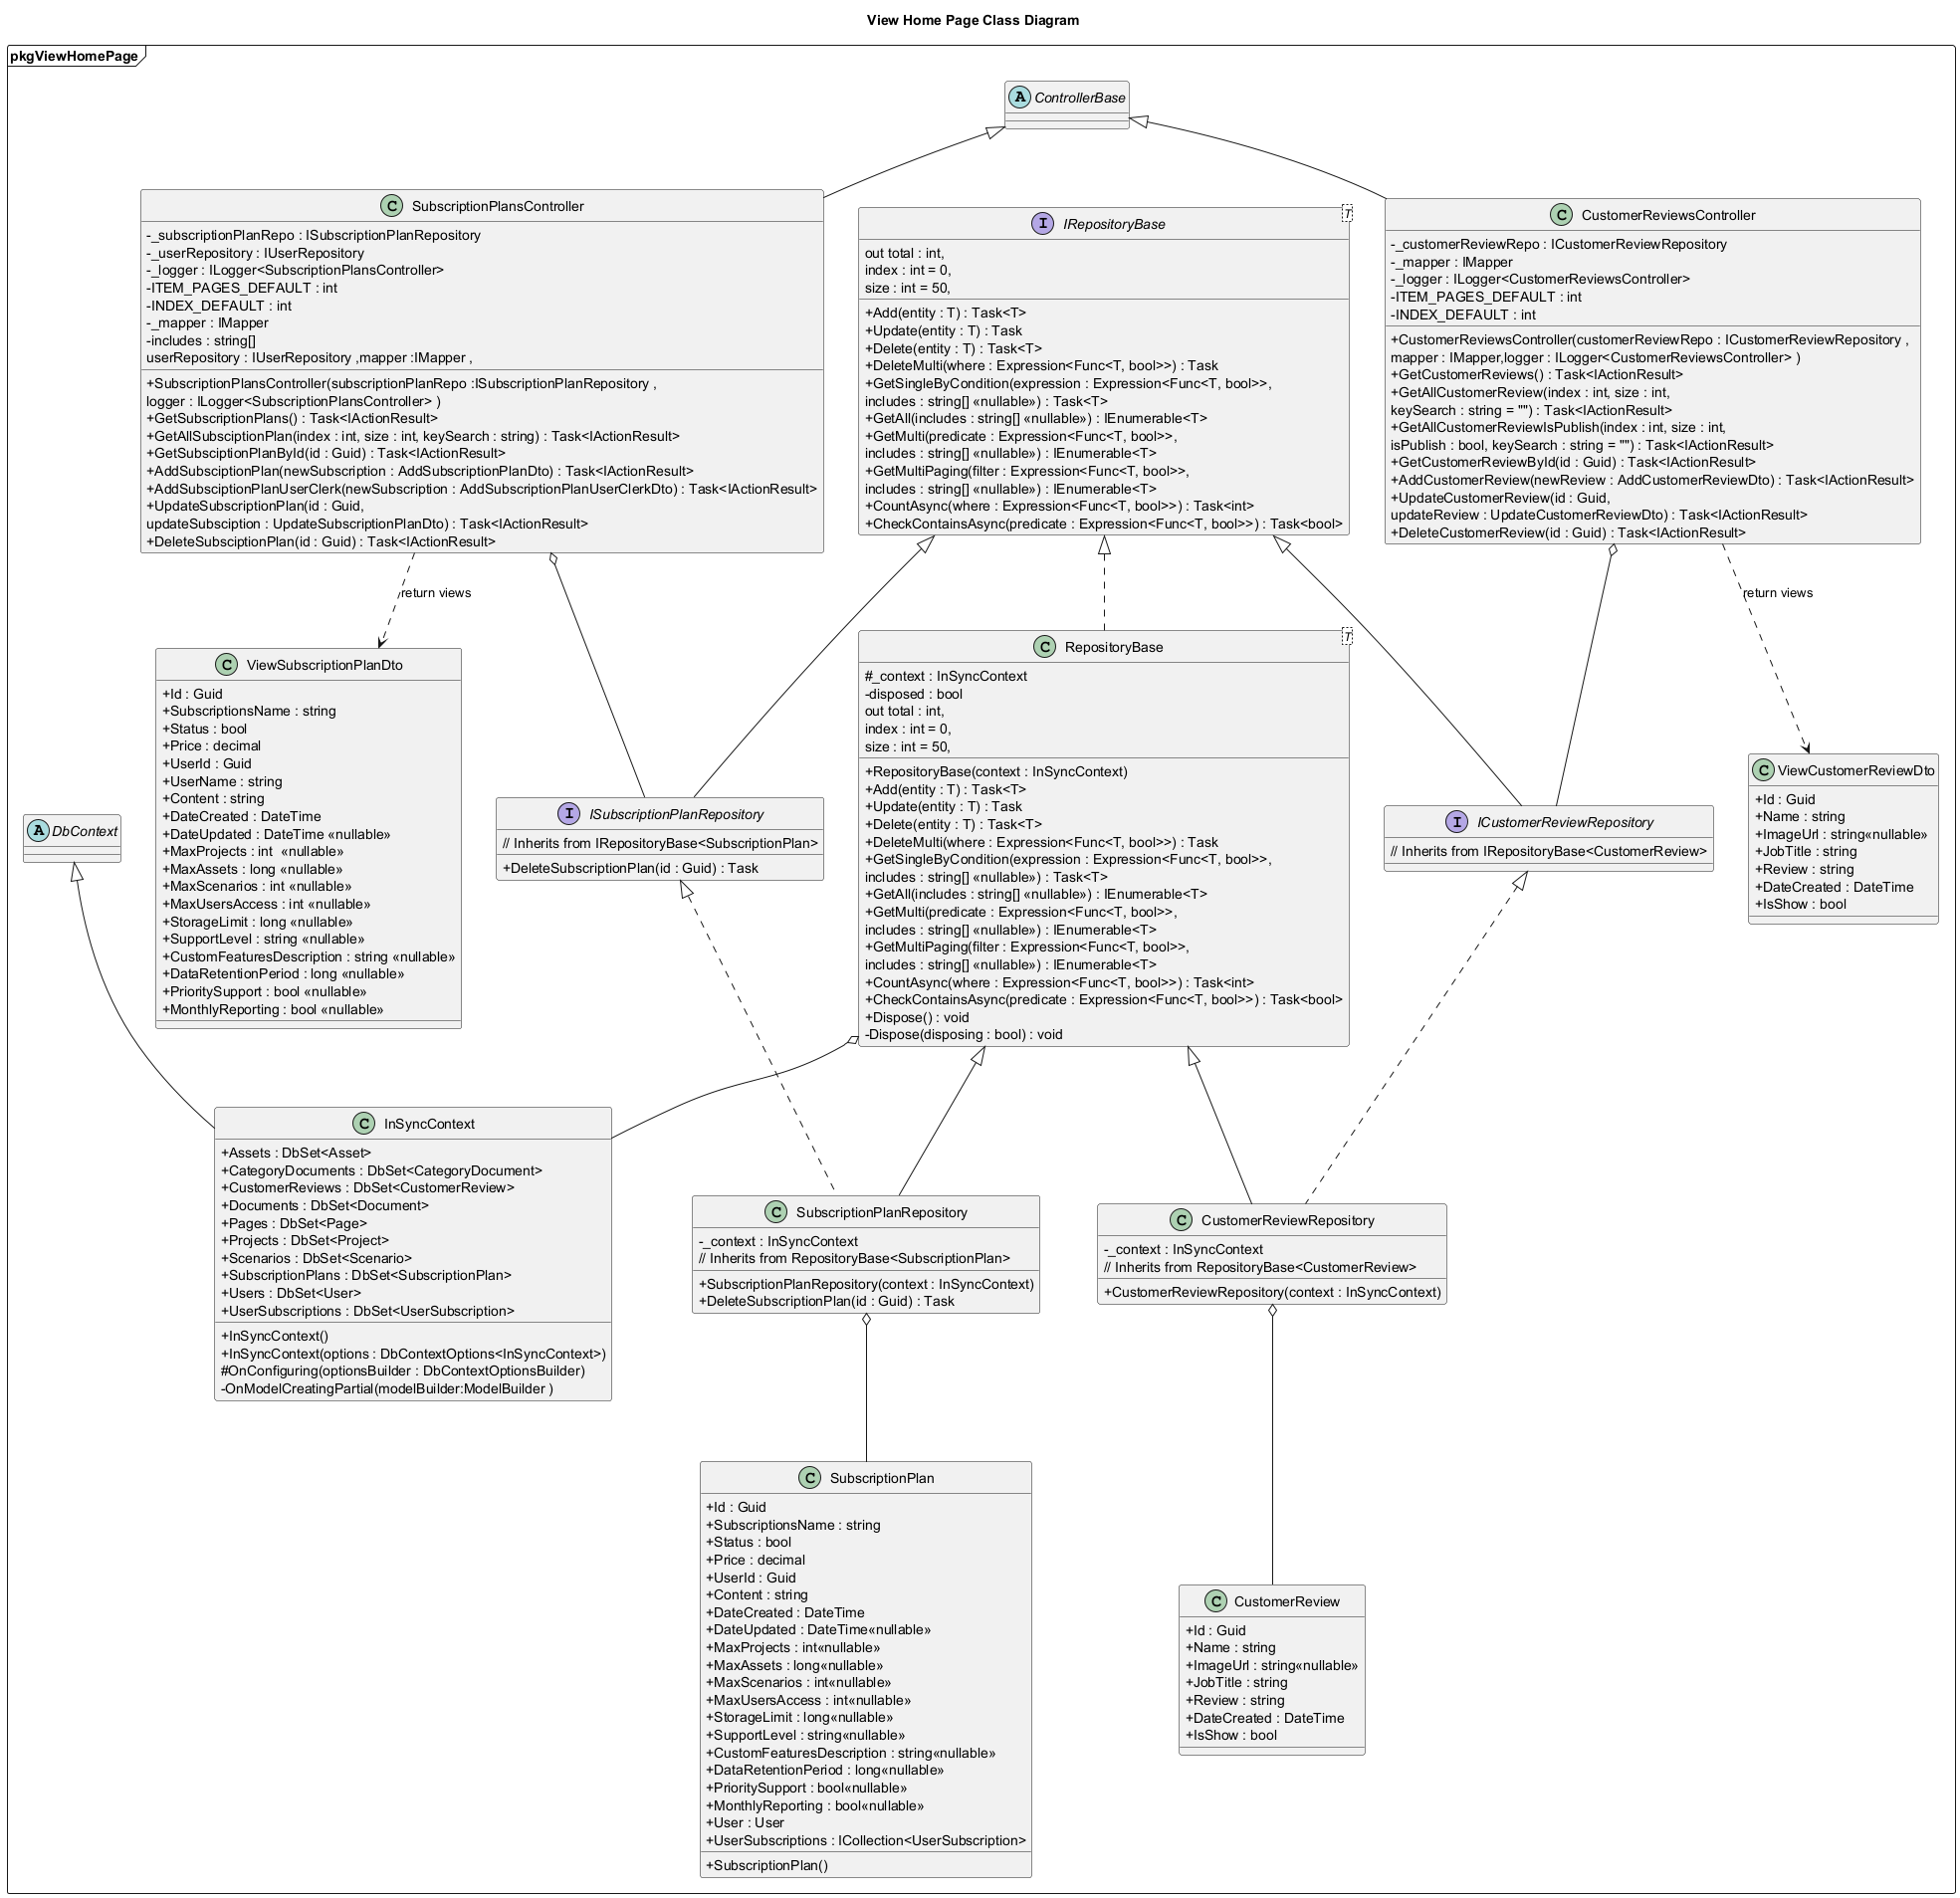 View Home Page Class Diagram
pkgViewHomePage
A ControllerBase
C SubscriptionPlansController
-_subscriptionPlanRepo : ISubscriptionPlanRepository
-_userRepository : IUserRepository
-_logger : ILogger<SubscriptionPlansController>
-ITEM_PAGES_DEFAULT : int
-INDEX_DEFAULT : int
-_mapper : IMapper
-includes : string[]
userRepository : IUserRepository ,mapper :IMapper ,
+SubscriptionPlansController(subscriptionPlanRepo :ISubscriptionPlanRepository ,
logger : ILogger<SubscriptionPlansController> )
+GetSubscriptionPlans() : Task<IActionResult>
+GetAllSubsciptionPlan(index : int, size : int, keySearch : string) : Task<IActionResult>
+GetSubscptionPlanById(id : Guid) : Task<IActionResult>
+AddSubsciptionPlan(newSubscription : AddSubscriptionPlanDto) : Task<IActionResult>
+AddSubsciptionPlanUserClerk(newSubscription : AddSubscriptionPlanUserClerkDto) : Task<IActionResult>
+UpdateSubsciptionPlan(id : Guid,
updateSubsciption : UpdateSubscriptionPlanDto) : Task<IActionResult>
+DeleteSubsciptionPlan(id : Guid) : Task<IActionResult>
I IRepositoryBase
T
out total : int,
index : int = 0,
size : int = 50,
+Add(entity : T) : Task<T>
+Update(entity : T) : Task
+Delete(entity : T) : Task<T>
+DeleteMulti(where : Expression<Func<T, bool>>) : Task
+GetSingleByCondition(expression : Expression<Func<T, bool>>,
includes : string[] «nullable») : Task<T>
+GetAll(includes : string[] «nullable») : IEnumerable<T>
+GetMulti(predicate : Expression<Func<T, bool>>,
includes : string[] «nullable») : IEnumerable<T>
+GetMultiPaging(filter : Expression<Func<T, bool>>,
includes : string[] «nullable») : IEnumerable<T>
+CountAsync(where : Expression<Func<T, bool>>) : Task<int>
+CheckContainsAsync(predicate : Expression<Func<T, bool>>) : Task<bool>
C CustomerReviewsController
-_customerReviewRepo : ICustomerReviewRepository
-_mapper : IMapper
-_logger : ILogger<CustomerReviewsController>
-ITEM_PAGES_DEFAULT : int
-INDEX_DEFAULT : int
+CustomerReviewsController(customerReviewRepo : ICustomerReviewRepository ,
mapper : IMapper,logger : ILogger<CustomerReviewsController> )
+GetCustomerReviews() : Task<IActionResult>
+GetAllCustomerReview(index : int, size : int,
keySearch : string = "") : Task<IActionResult>
+GetAllCustomerReviewIsPublish(index : int, size : int,
isPublish : bool, keySearch : string = "") : Task<IActionResult>
+GetCustomerReviewById(id : Guid) : Task<IActionResult>
+AddCustomerReview(newReview : AddCustomerReviewDto) : Task<IActionResult>
+UpdateCustomerReview(id : Guid,
updateReview : UpdateCustomerReviewDto) : Task<IActionResult>
+DeleteCustomerReview(id : Guid) : Task<IActionResult>
return views
return views
C ViewSubscriptionPlanDto
+Id : Guid
+SubscriptionsName : string
+Status : bool
+Price : decimal
+UserId : Guid
+UserName : string
+Content : string
+DateCreated : DateTime
+DateUpdated : DateTime «nullable»
+MaxProjects : int «nullable»
+MaxAssets : long «nullable»
+MaxScenarios : int «nullable»
+MaxUsersAccess : int «nullable»
+StorageLimit : long «nullable»
+SupportLevel : string «nullable»
+CustomFeaturesDescription : string «nullable»
+DataRetentionPeriod : long «nullable»
+PrioritySupport : bool «nullable»
+MonthlyReporting : bool «nullable»
C RepositoryBase
T
#_context : InSyncContext
-disposed : bool
out total : int,
index : int = 0,
size : int = 50,
+RepositoryBase(context : InSyncContext)
+Add(entity : T) : Task<T>
+Update(entity : T) : Task
+Delete(entity : T) : Task<T>
+DeleteMulti(where : Expression<Func<T, bool>>) : Task
+GetSingleByCondition(expression : Expression<Func<T, bool>>,
includes : string[] «nullable») : Task<T>
+GetAll(includes : string[] «nullable») : IEnumerable<T>
+GetMulti(predicate : Expression<Func<T, bool>>,
includes : string[] «nullable») : IEnumerable<T>
+GetMultiPaging(filter : Expression<Func<T, bool>>,
includes : string[] «nullable») : IEnumerable<T>
+CountAsync(where : Expression<Func<T, bool>>) : Task<int>
+CheckContainsAsync(predicate : Expression<Func<T, bool>>) : Task<bool>
+Dispose() : void
-Dispose(disposing : bool) : void
A DbContext
I ISubscriptionPlanRepository
// Inherits from IRepositoryBase<SubscriptionPlan>
+DeleteSubscriptionPlan(id : Guid) : Task
I ICustomerReviewRepository
// Inherits from IRepositoryBase<CustomerReview>
C ViewCustomerReviewDto
+Id : Guid
+Name : string
+ImageUrl : string«nullable»
+JobTitle : string
+Review : string
+DateCreated : DateTime
+IsShow : bool
C InSyncContext
+Assets : DbSet<Asset>
+CategoryDocuments : DbSet<CategoryDocument>
+CustomerReviews : DbSet<CustomerReview>
+Documents : DbSet<Document>
+Pages : DbSet<Page>
+Projects : DbSet<Project>
+Scenarios : DbSet<Scenario>
+SubscriptionPlans : DbSet<SubscriptionPlan>
+Users : DbSet<User>
+UserSubscriptions : DbSet<UserSubscription>
+InSyncContext()
+InSyncContext(options : DbContextOptions<InSyncContext>)
#OnConfiguring(optionsBuilder : DbContextOptionsBuilder)
-OnModelCreatingPartial(modelBuilder:ModelBuilder )
C SubscriptionPlanRepository
-_context : InSyncContext
// Inherits from RepositoryBase<SubscriptionPlan>
+SubscriptionPlanRepository(context : InSyncContext)
+DeleteSubscriptionPlan(id : Guid) : Task
C CustomerReviewRepository
-_context : InSyncContext
// Inherits from RepositoryBase<CustomerReview>
+CustomerReviewRepository(context : InSyncContext)
C SubscriptionPlan
+Id : Guid
+SubscriptionsName : string
+Status : bool
+Price : decimal
+UserId : Guid
+Content : string
+DateCreated : DateTime
+DateUpdated : DateTime«nullable»
+MaxProjects : int«nullable»
+MaxAssets : long«nullable»
+MaxScenarios : int«nullable»
+MaxUsersAccess : int«nullable»
+StorageLimit : long«nullable»
+SupportLevel : string«nullable»
+CustomFeaturesDescription : string«nullable»
+DataRetentionPeriod : long«nullable»
+PrioritySupport : bool«nullable»
+MonthlyReporting : bool«nullable»
+User : User
+UserSubscriptions : ICollection<UserSubscription>
+SubscriptionPlan()
C CustomerReview
+Id : Guid
+Name : string
+ImageUrl : string«nullable»
+JobTitle : string
+Review : string
+DateCreated : DateTime
+IsShow : bool